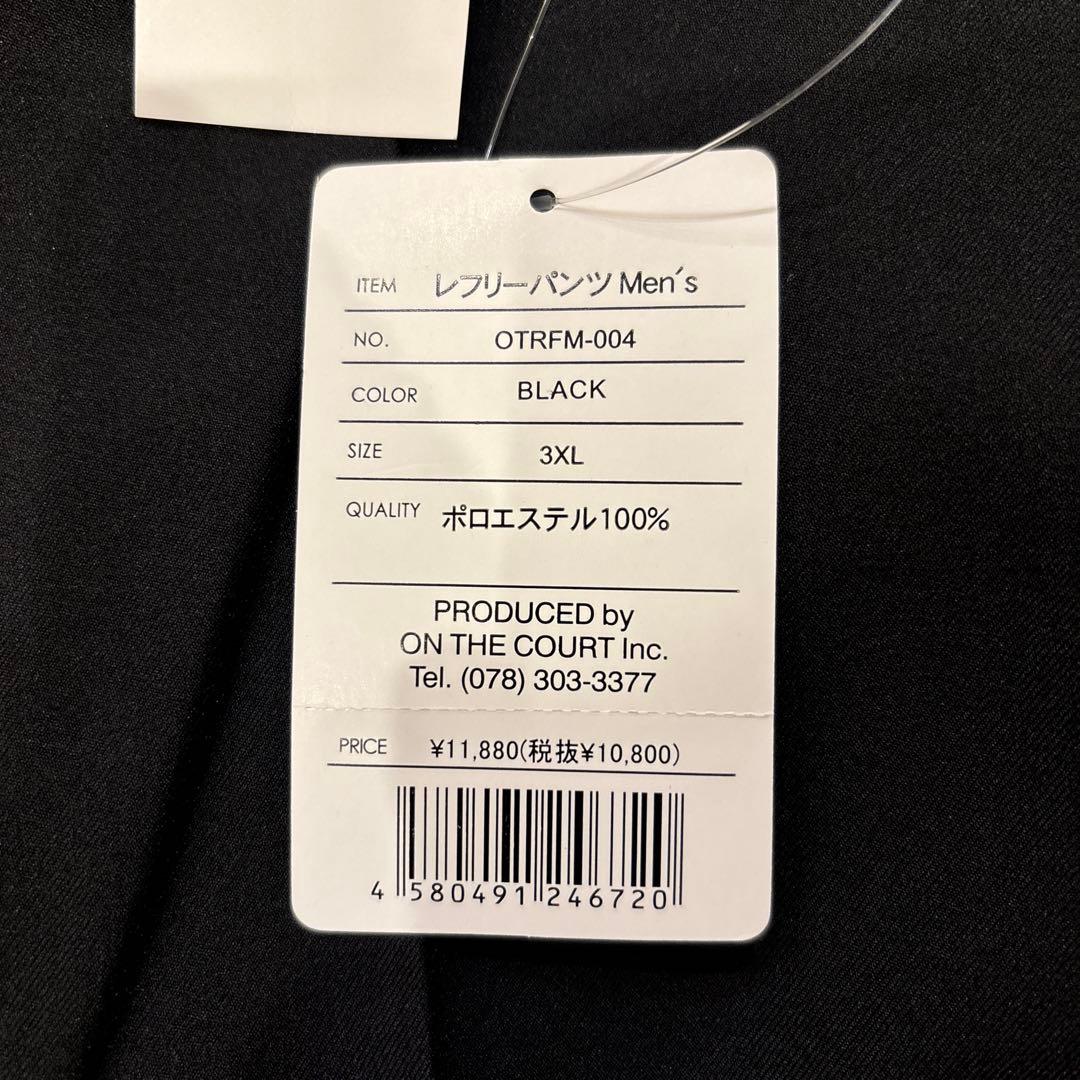 ITEM レフリーパンツ Men's
NO. OTRFM-004
COLOR BLACK
SIZE 3XL
QUALITY ポロエステル100%
PRODUCED by
ON THE COURT Inc.
Tel. (078) 303-3377
PRICE ¥11,880(税抜¥10,800)
4 580491 246720